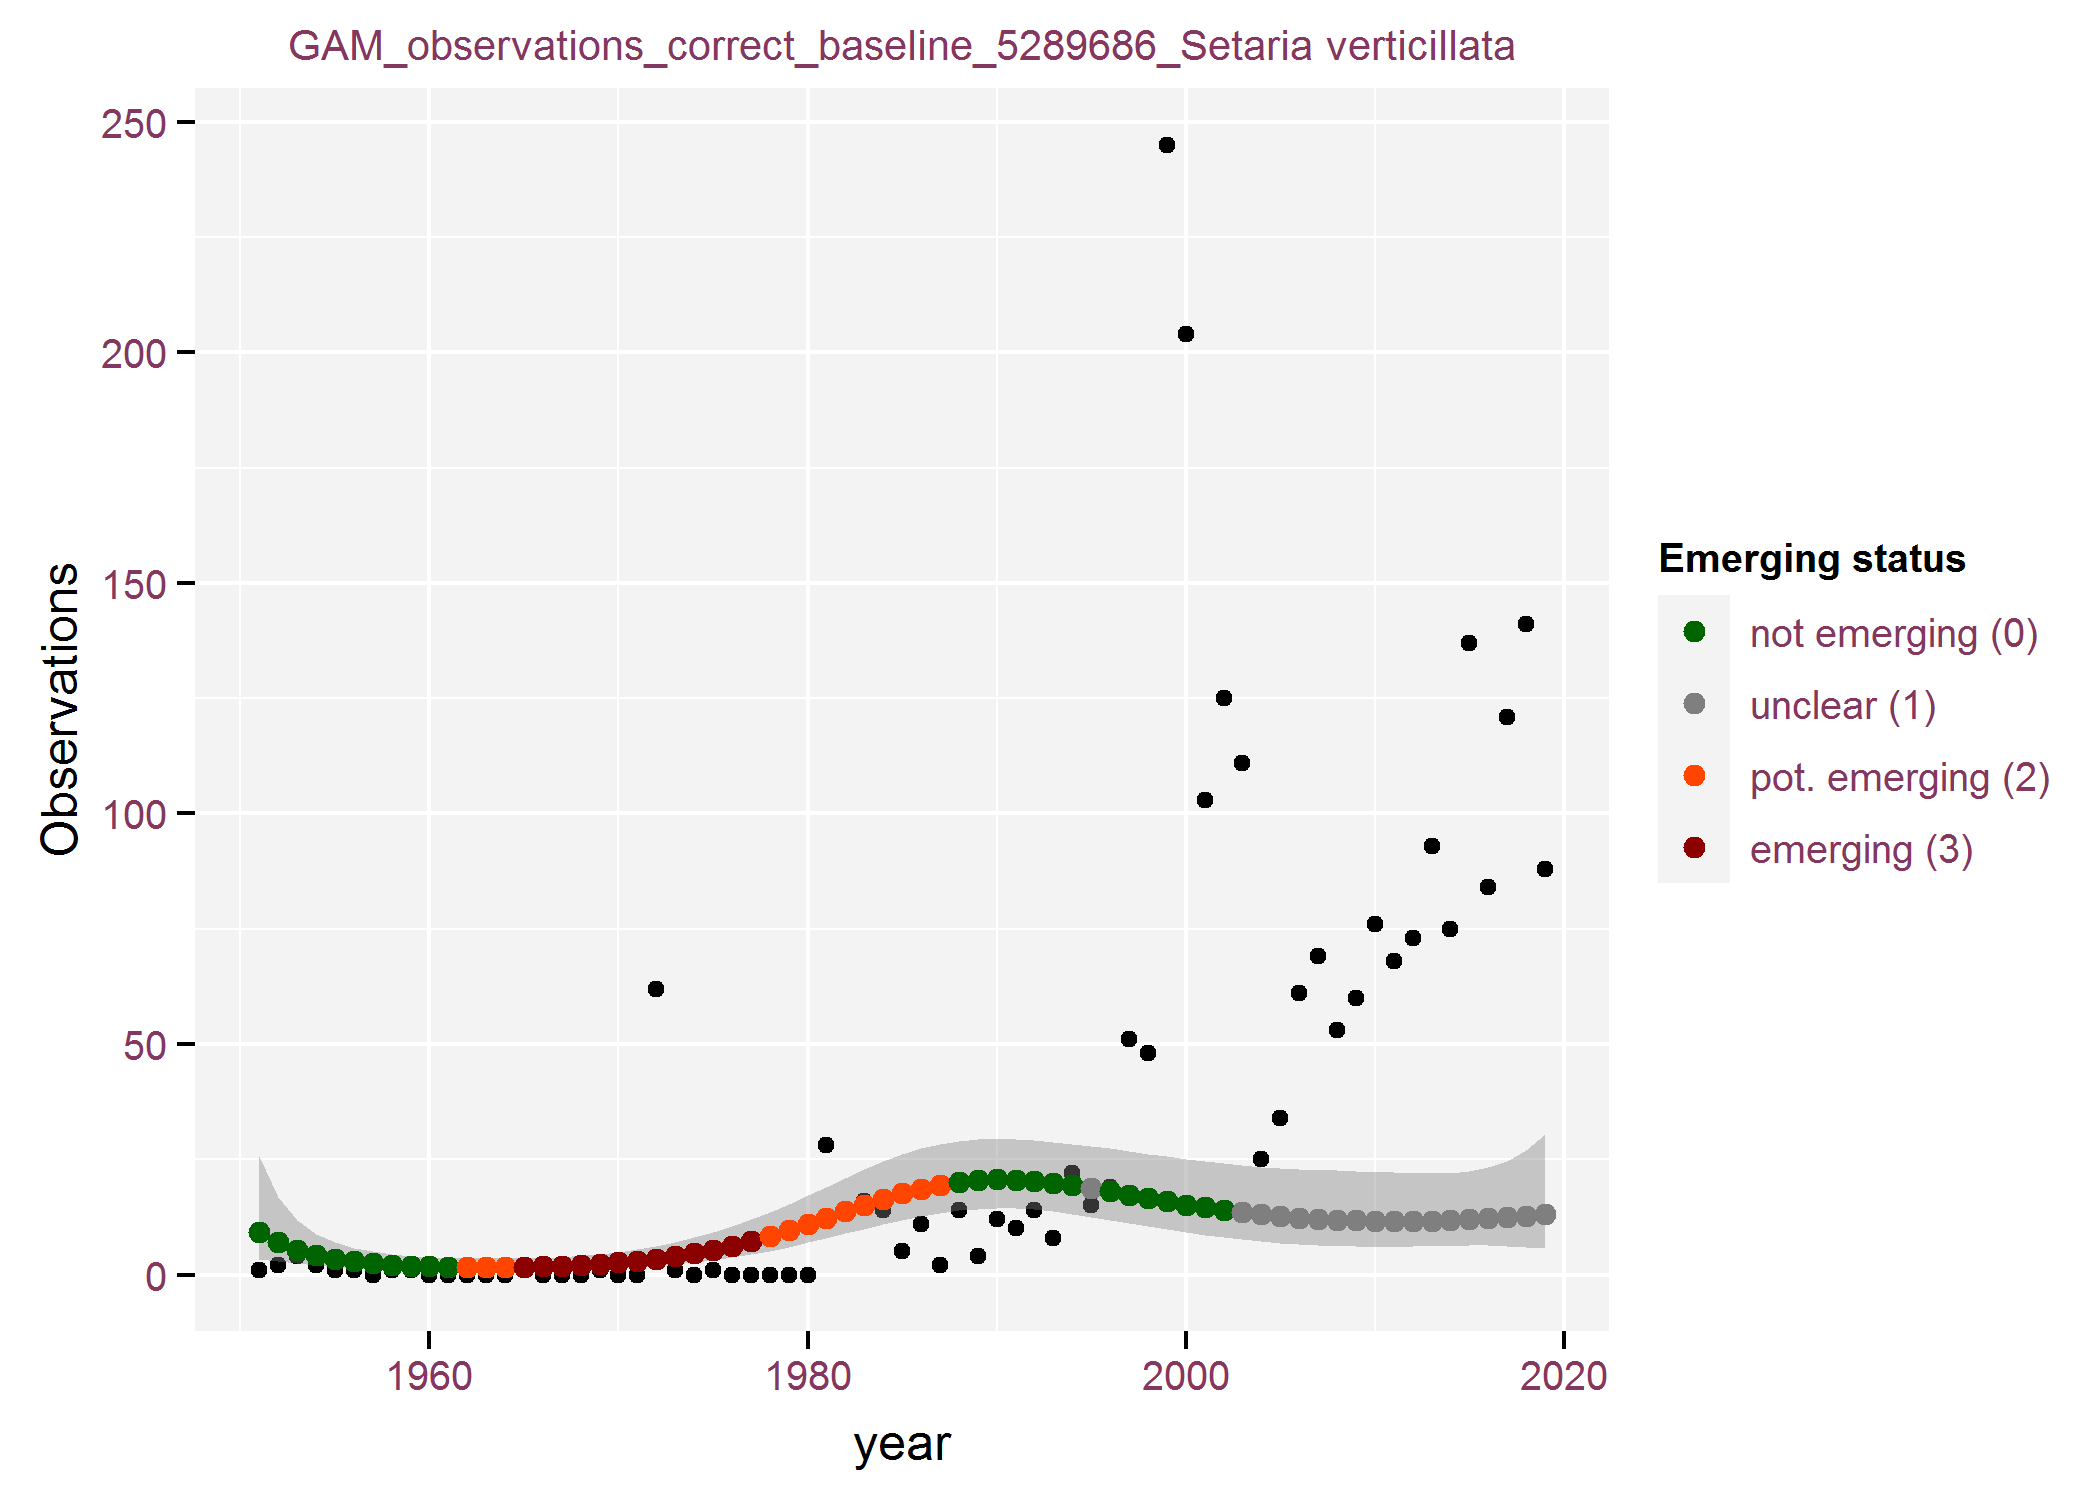 GAM_observations_correct_baseline_5289686_Setaria verticillata
250
200
150
100
50
0
Observations
1960
1980
2000
2020
year
Emerging status
not emerging (0)
unclear (1)
pot. emerging (2)
emerging (3)